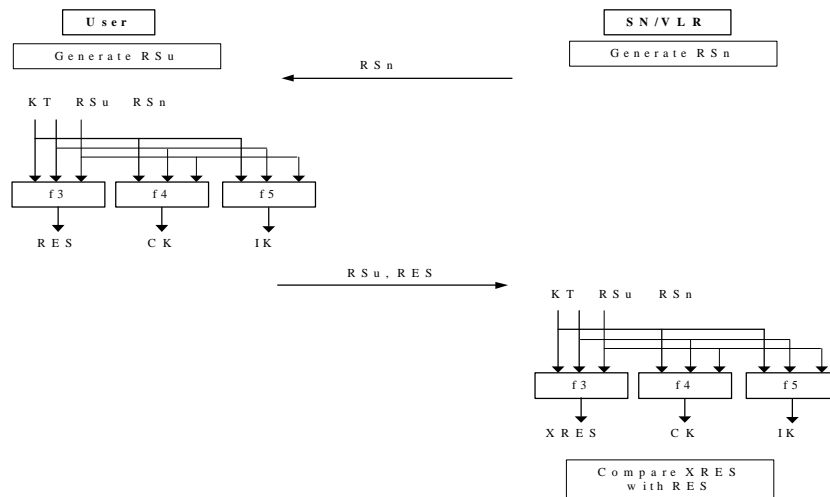 User
SN/VLR
Generate RSu
Generate RSn
RSn
KT RSu RSn
f3 f4 f5
RES CK IK
RSu, RES
KT RSu RSn
f3 f4 f5
XRES CK IK
Compare XRES
with RES